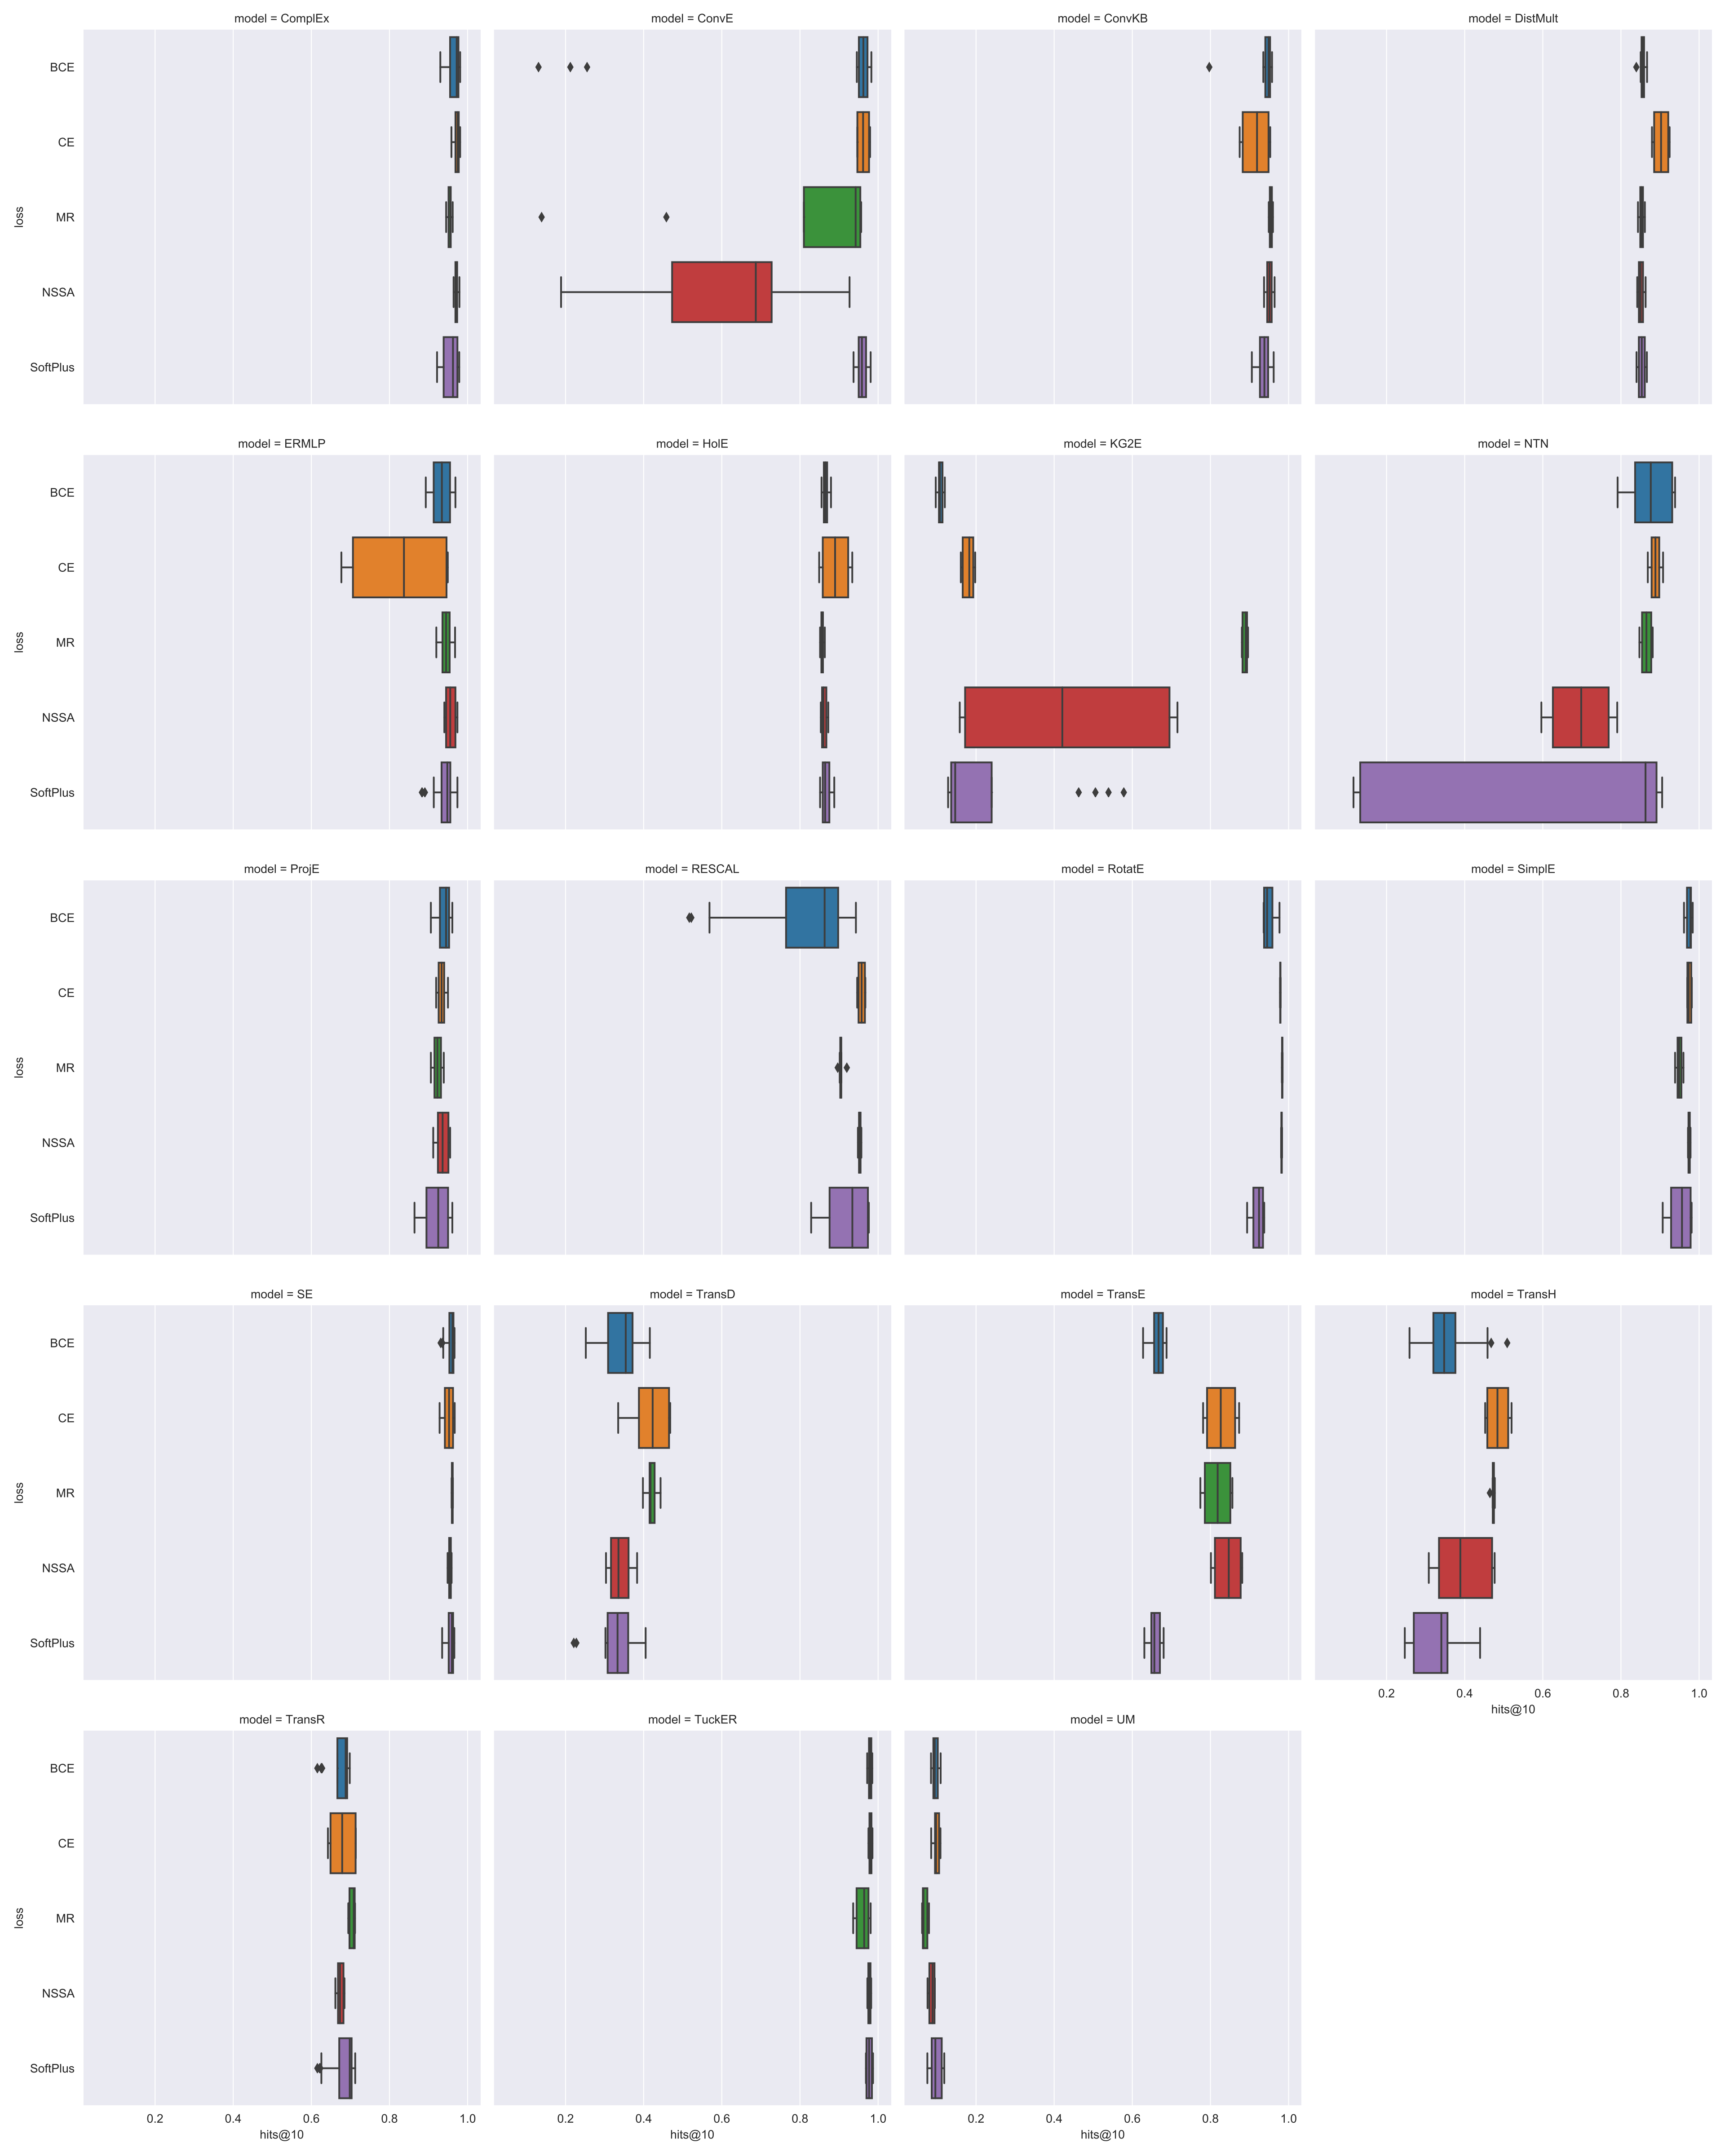 model = ComplEx
model = ConvE
model = ConvKB
model = DistMult
BCE
CE
MR
NSSA
SoftPlus
loss
model = ERMLP
model = HolE
model = KG2E
model = NTN
BCE
CE
MR
NSSA
SoftPlus
loss
model = ProjE
model = RESCAL
model = RotatE
model = SimplE
BCE
CE
MR
NSSA
SoftPlus
loss
model = SE
model = TransD
model = TransE
model = TransH
BCE
CE
MR
NSSA
SoftPlus
loss
0.2 0.4 0.6 0.8 1.0
hits@10
model = TransR
model = TuckER
model = UM
BCE
CE
MR
NSSA
SoftPlus
loss
0.2 0.4 0.6 0.8 1.0
hits@10
0.2 0.4 0.6 0.8 1.0
hits@10
0.2 0.4 0.6 0.8 1.0
hits@10